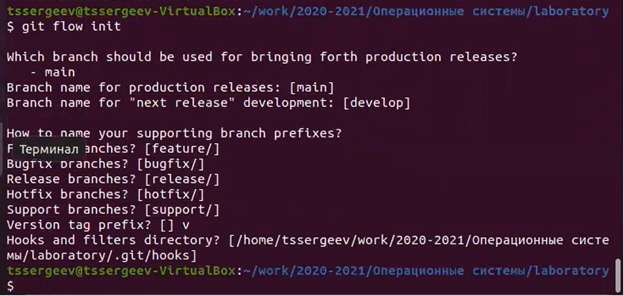 tssergeev@tssergeev-VirtualBox:~/work/2020-2021/Операционные системы/laboratory
$ git flow init
Which branch should be used for bringing forth production releases?
- main
Branch name for production releases: [main]
Branch name for "next release" development: [develop]
How to name your supporting branch prefixes?
F Терминал anches? [feature/]
Bugfix branches? [bugfix/]
Release branches? [release/]
Hotfix branches? [hotfix/]
Support branches? [support/]
Version tag prefix? [] v
Hooks and filters directory? [/home/tssergeev/work/2020-2021/Операционные систе
мы/laboratory/.git/hooks]
tssergeev@tssergeev-VirtualBox:~/work/2020-2021/Операционные системы/laboratory
$